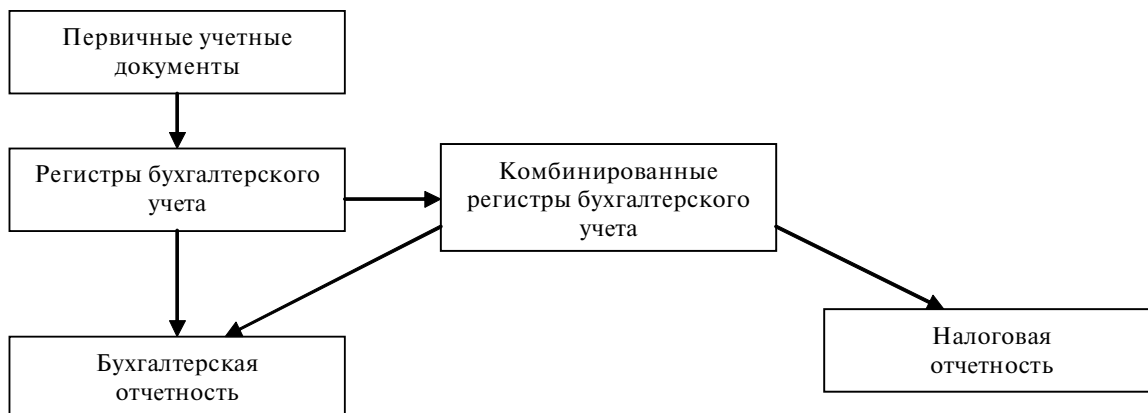 Первичные учетные
документы
Регистры бухгалтерского
учета
Комбинированные
регистры бухгалтерского
учета
Бухгалтерская
отчетность
Налоговая
отчетность